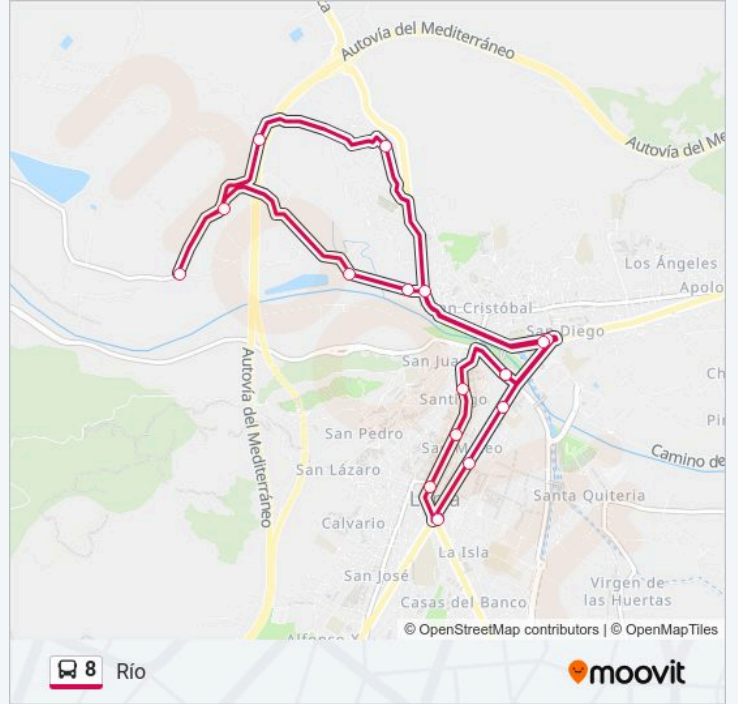 Autovía del Mediterráneo
Autovía del Me
Los Ángeles
Apolo
San Cristóbal
San Diego
San Juan
Ch
Santiago
Pi
San Pedro
San Mateo
Camino de
Autovía del Mediterráneo
San Lázaro
Lorca
Santa Quiteria
Calvario
La Isla
San José
Virgen de
las Huertas
Casas del Banco
Alfonso X
© OpenStreetMap contributors | © OpenMapTiles
8 Río
moovit